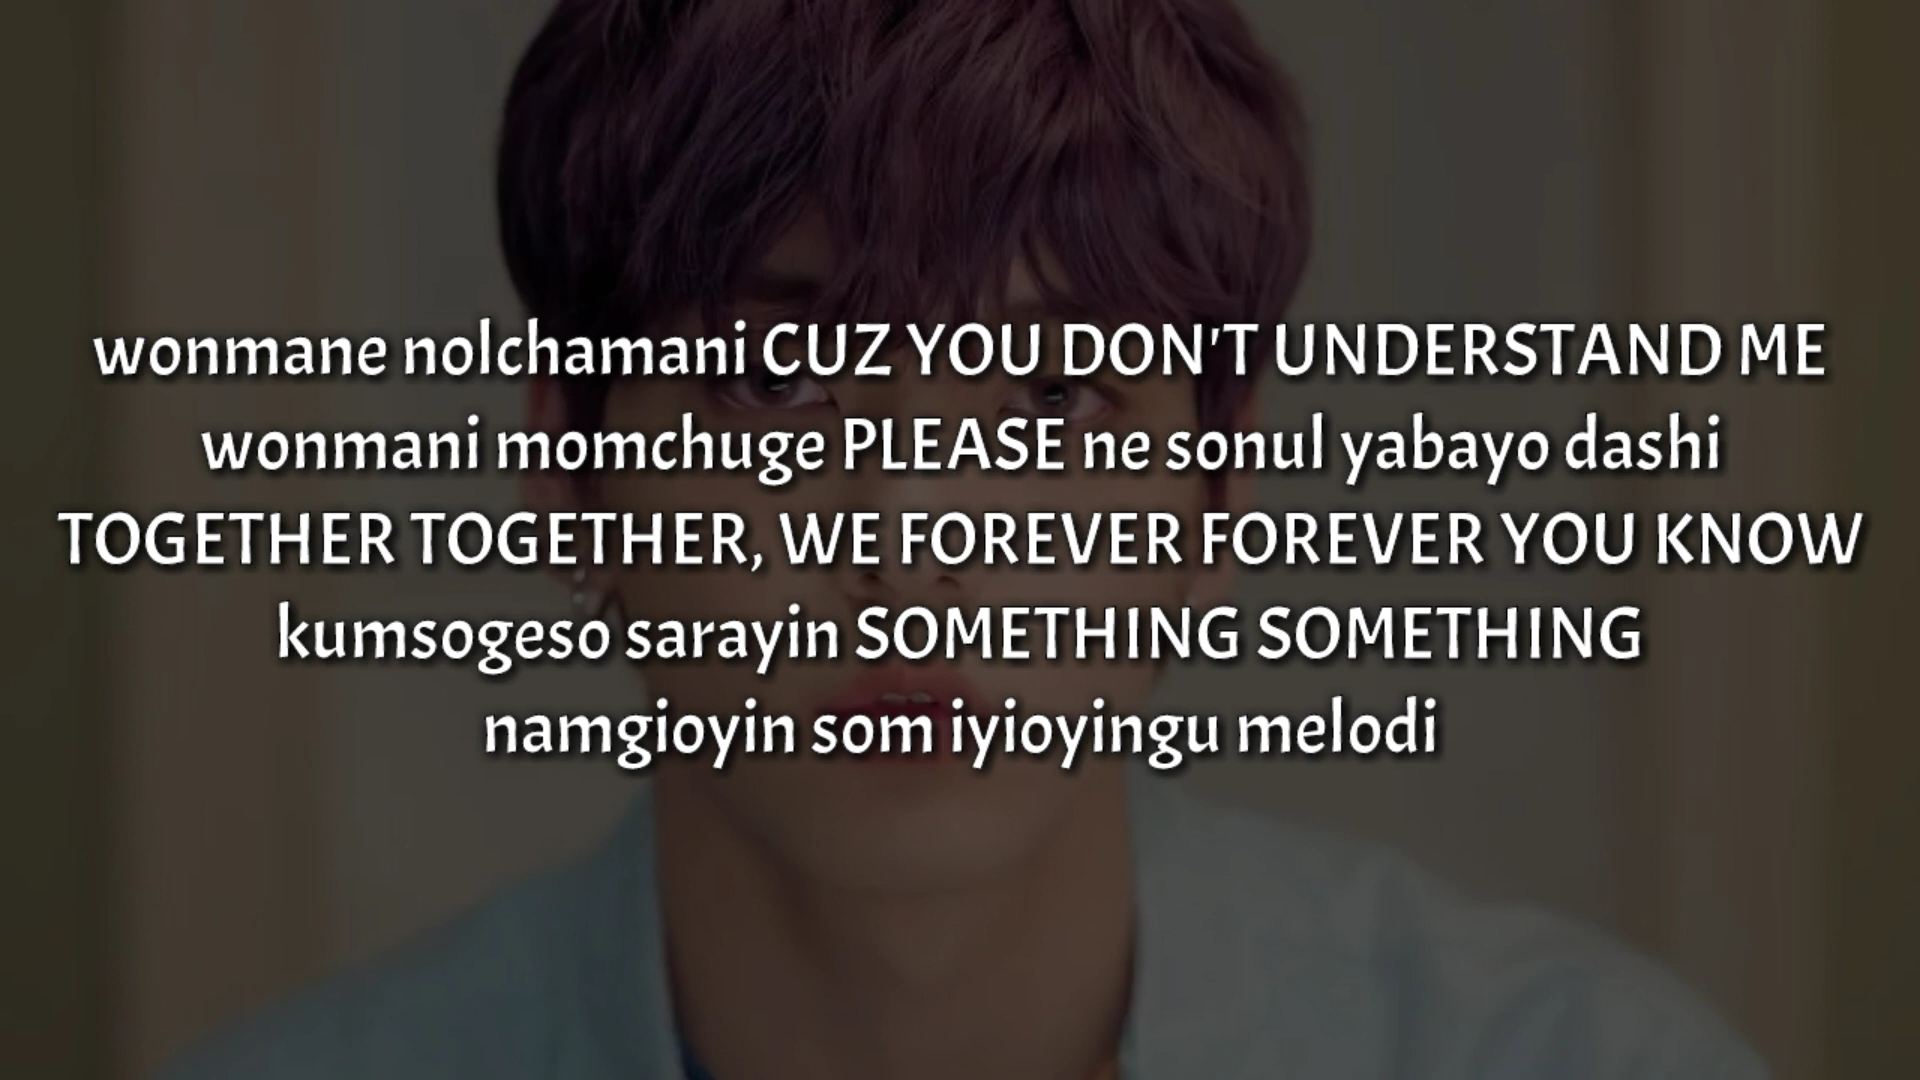 wonmane nolchamani CUZ YOU DON'T UNDERSTAND ME
wonmani momchuge PLEASE ne sonul yabayo dashi
TOGETHER TOGETHER, WE FOREVER FOREVER YOU KNOW
kumsogeso sarayin SOMETHING SOMETHING
namgioyin som iyioyingu melodi